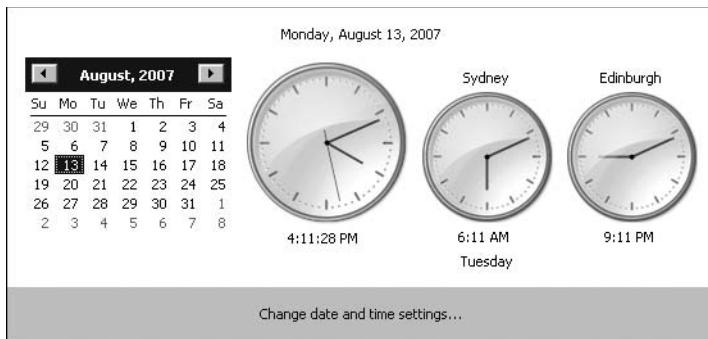 Monday, August 13, 2007
August, 2007
Su Mo Tu We Th Fr Sa
29 30 31 1 2 3 4
5 6 7 8 9 10 11
12 13 14 15 16 17 18
19 20 21 22 23 24 25
26 27 28 29 30 31 1
2 3 4 5 6 7 8
4:11:28 PM
Sydney
6:11 AM
Tuesday
Edinburgh
9:11 PM
Change date and time settings...